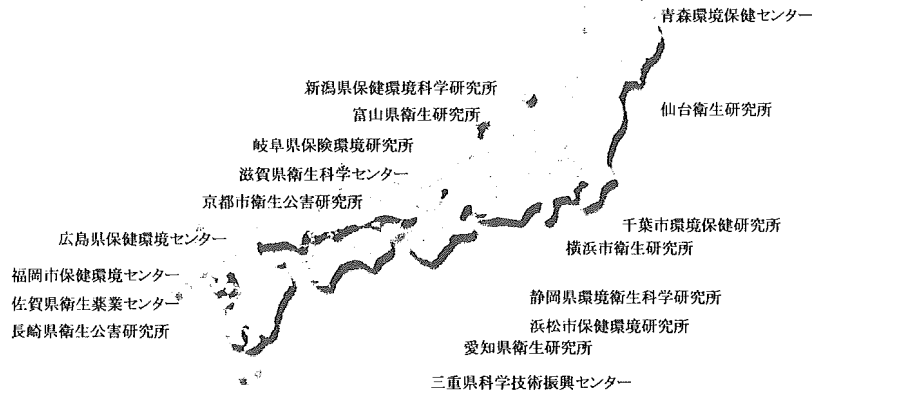 青森環境保健センター
新潟県保健環境科学研究所
富山県衛生研究所
仙台衛生研究所
岐阜県保険環境研究所
滋賀県衛生科学センター
京都市衛生公害研究所
千葉市環境保健研究所
広島県保健環境センター
横浜市衛生研究所
福岡市保健環境センター
佐賀県衛生薬業センター
静岡県環境衛生科学研究所
長崎県衛生公害研究所
浜松市保健環境研究所
愛知県衛生研究所
三重県科学技術振興センター